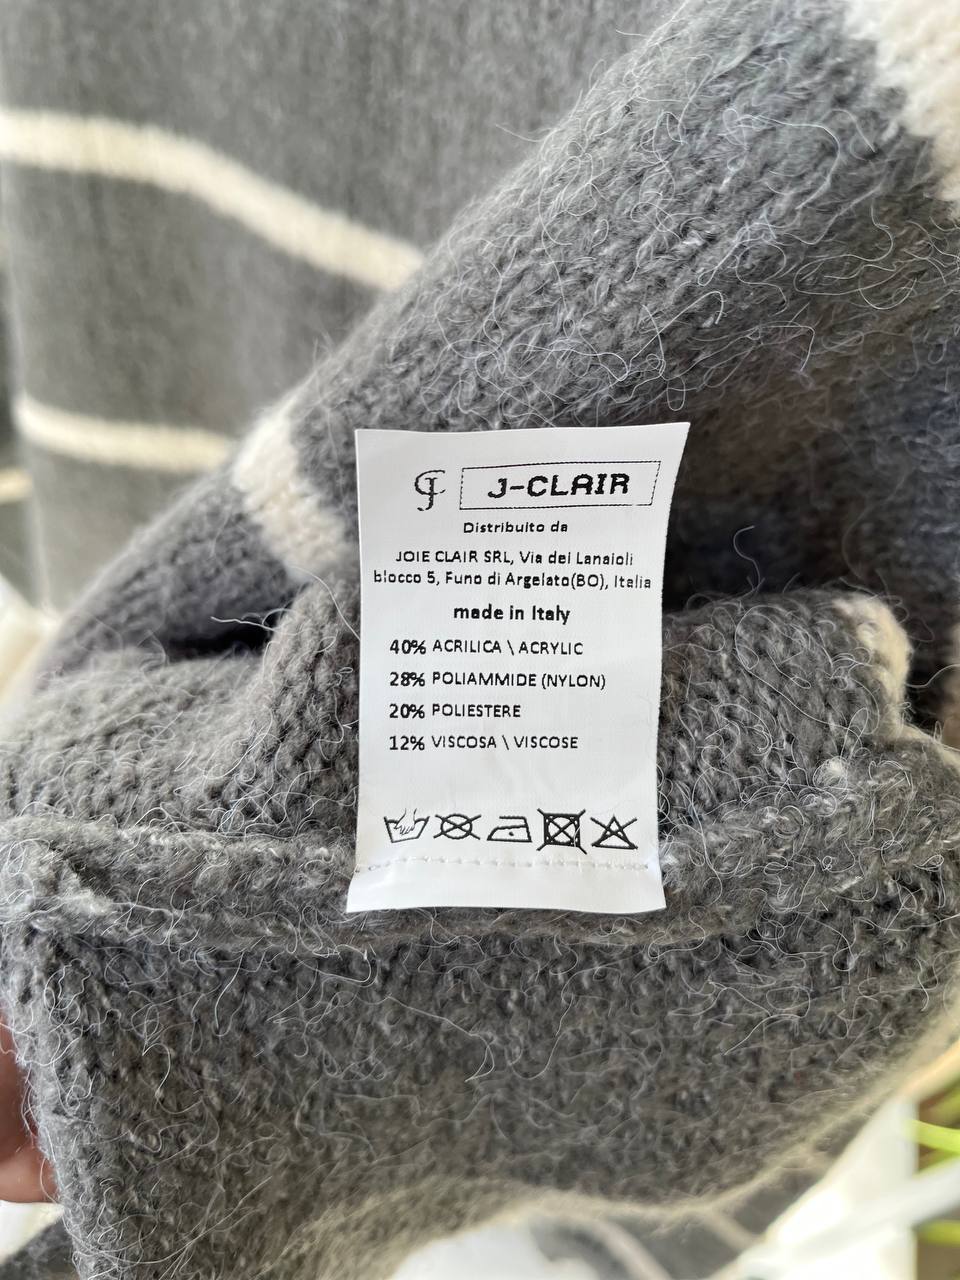 J-CLAIR
Distribuito da
JOIE CLAIR SRL, Via dei Lanaioli
blocco 5, Funo di Argelato(BO), Italia
made in Italy
40% ACRILICA \ ACRYLIC
28% POLIAMMIDE (NYLON)
20% POLIESTERE
12% VISCOSA \ VISCOSE